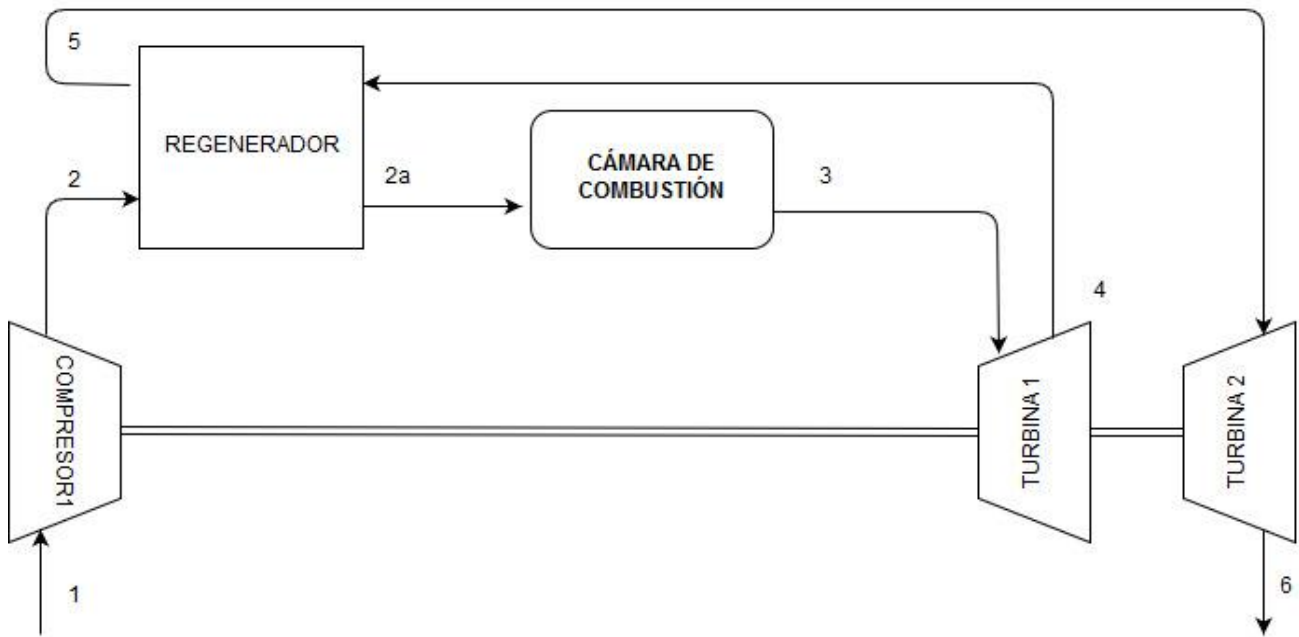 5
REGENERADOR
2
2a
CÁMARA DE
COMBUSTIÓN
3
4
COMPRESOR1
TURBINA 1
TURBINA 2
1
6